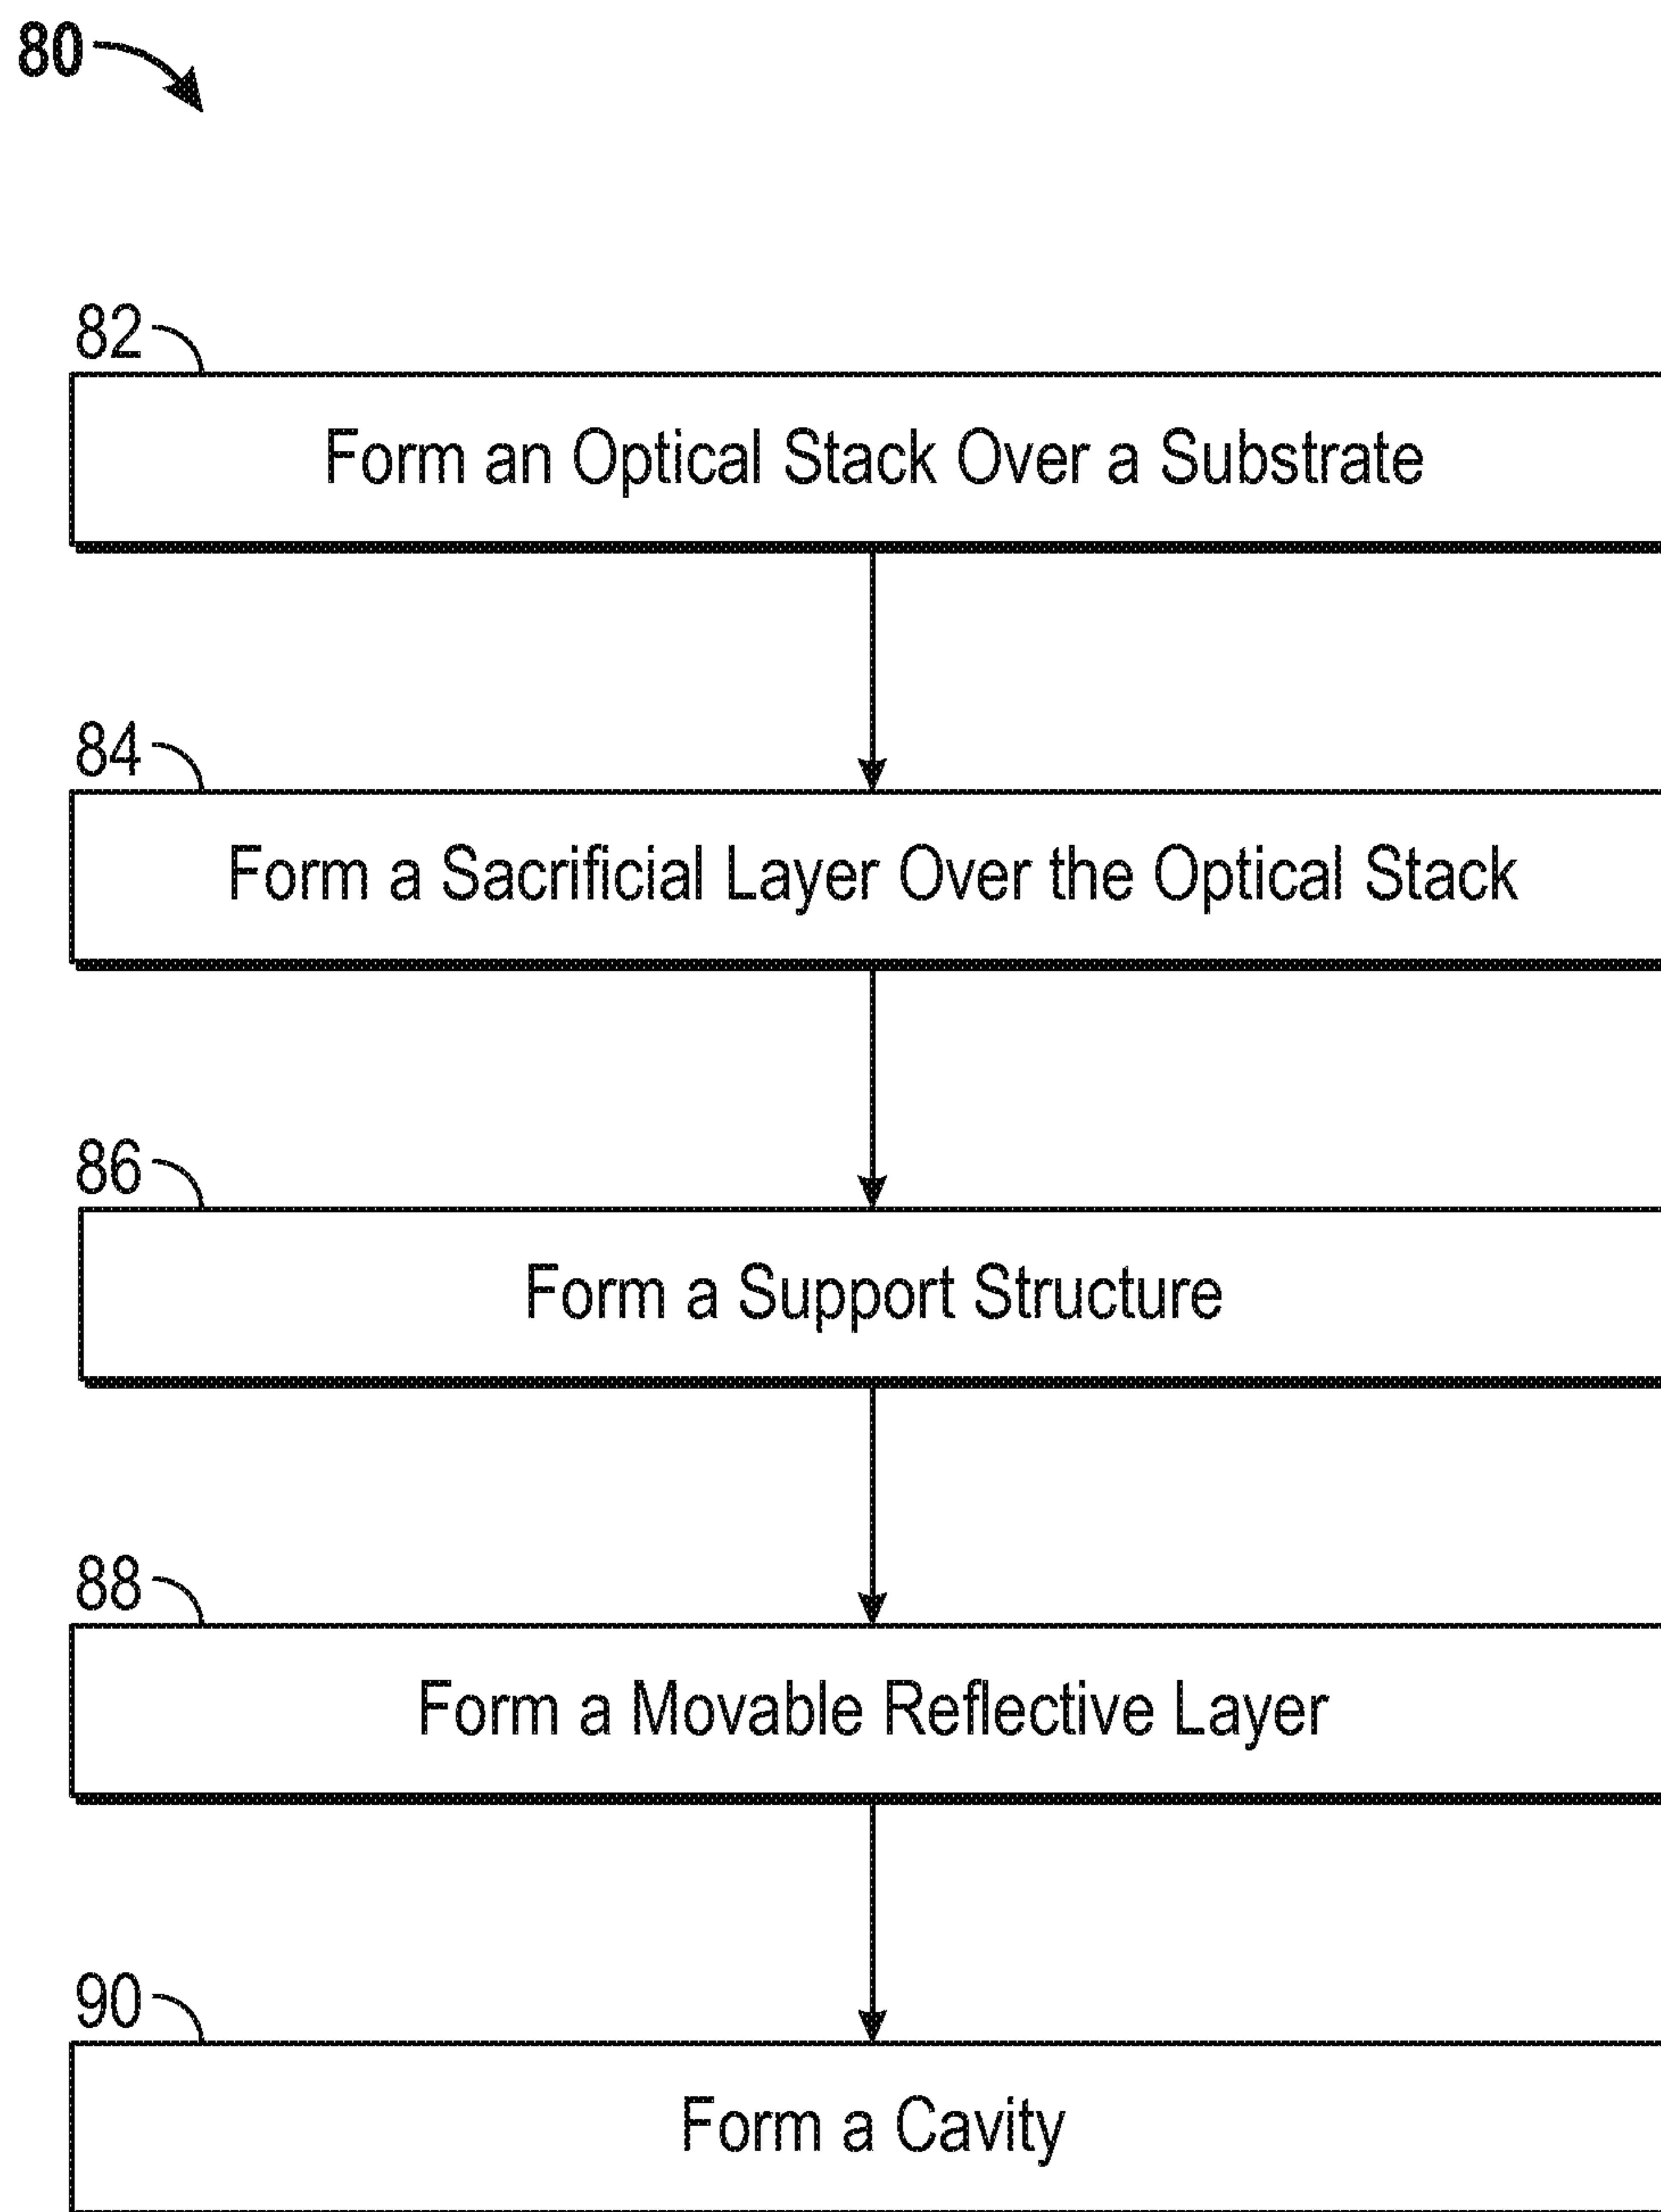 80
82
Form an Optical Stack Over a Substrate
84
Form a Sacrificial Layer Over the Optical Stack
86
Form a Support Structure
88
Form a Movable Reflective Layer
90
Form a Cavity